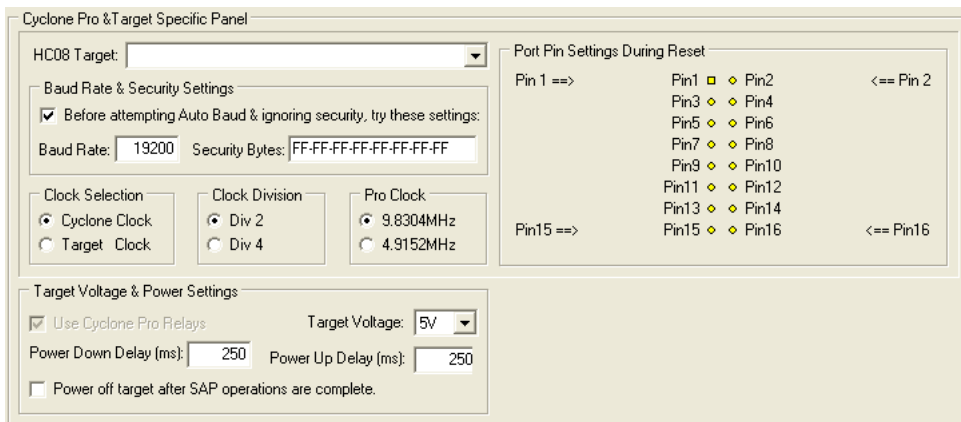 Cyclone Pro &Target Specific Panel
HC08 Target:
Baud Rate & Security Settings
Before attempting Auto Baud & ignoring security, try these settings:
Baud Rate: 19200 Security Bytes: FF-FF-FF-FF-FF-FF-FF-FF
Clock Selection
Cyclone Clock
Target Clock
Clock Division
Div 2
Div 4
Pro Clock
9.8304MHz
4.9152MHz
Port Pin Settings During Reset
Pin 1 ==> Pin1 Pin2 <== Pin 2
Pin3 Pin4
Pin5 Pin6
Pin7 Pin8
Pin9 Pin10
Pin11 Pin12
Pin13 Pin14
Pin15 ==> Pin15 Pin16 <== Pin16
Target Voltage & Power Settings
Use Cyclone Pro Relays Target Voltage: 5V
Power Down Delay (ms): 250 Power Up Delay (ms): 250
Power off target after SAP operations are complete.